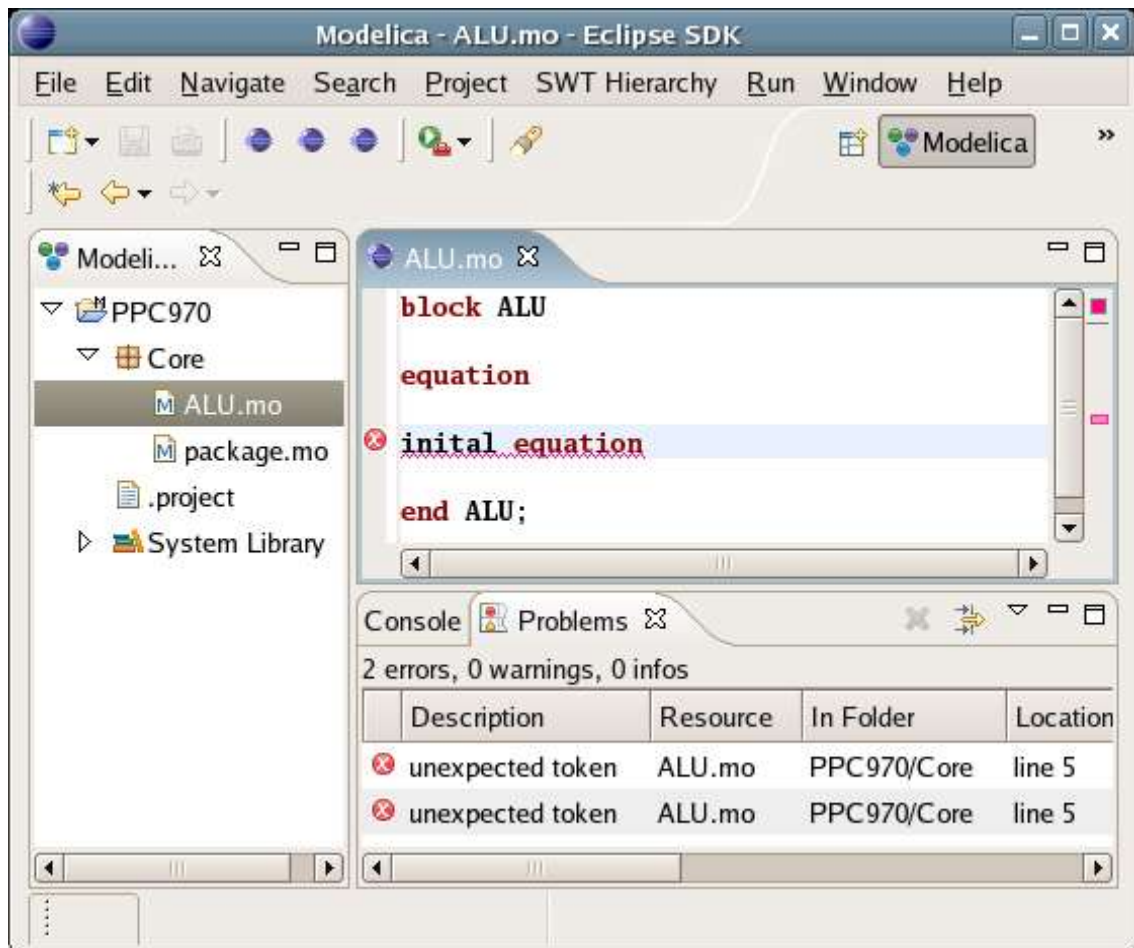 Modelica - ALU.mo - Eclipse SDK
File Edit Navigate Search Project SWT Hierarchy Run Window Help
Modelica
Modeli...
PPC970
Core
ALU.mo
package.mo
.project
System Library
ALU.mo
block ALU
equation
inital equation
end ALU;
Console Problems
2 errors, 0 warnings, 0 infos
Description Resource In Folder Location
unexpected token ALU.mo PPC970/Core line 5
unexpected token ALU.mo PPC970/Core line 5